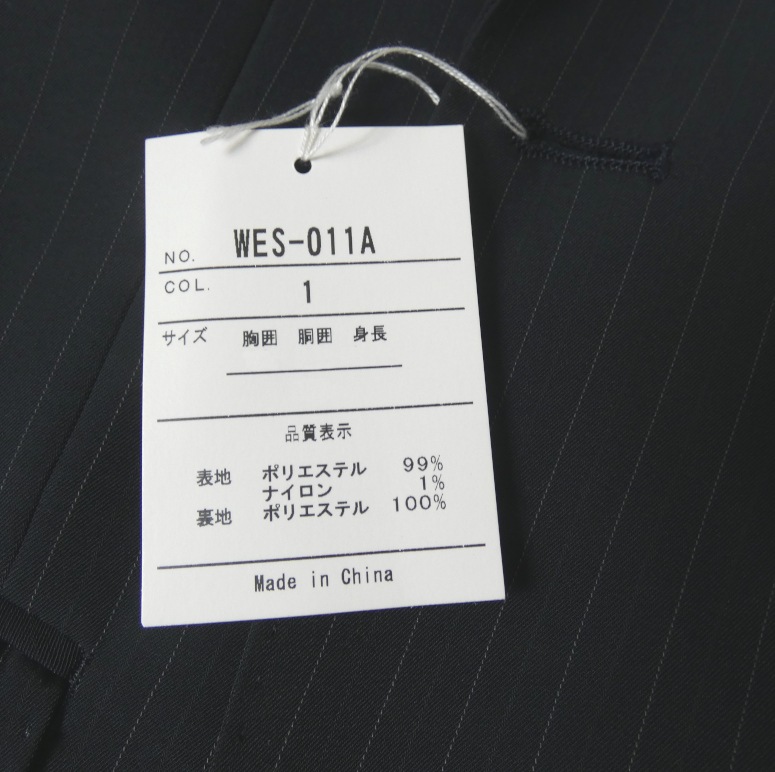 NO. WES-011A
COL. 1
サイズ 胸囲 胴囲 身長
品質表示
表地 ポリエステル 99%
ナイロン 1%
裏地 ポリエステル 100%
Made in China